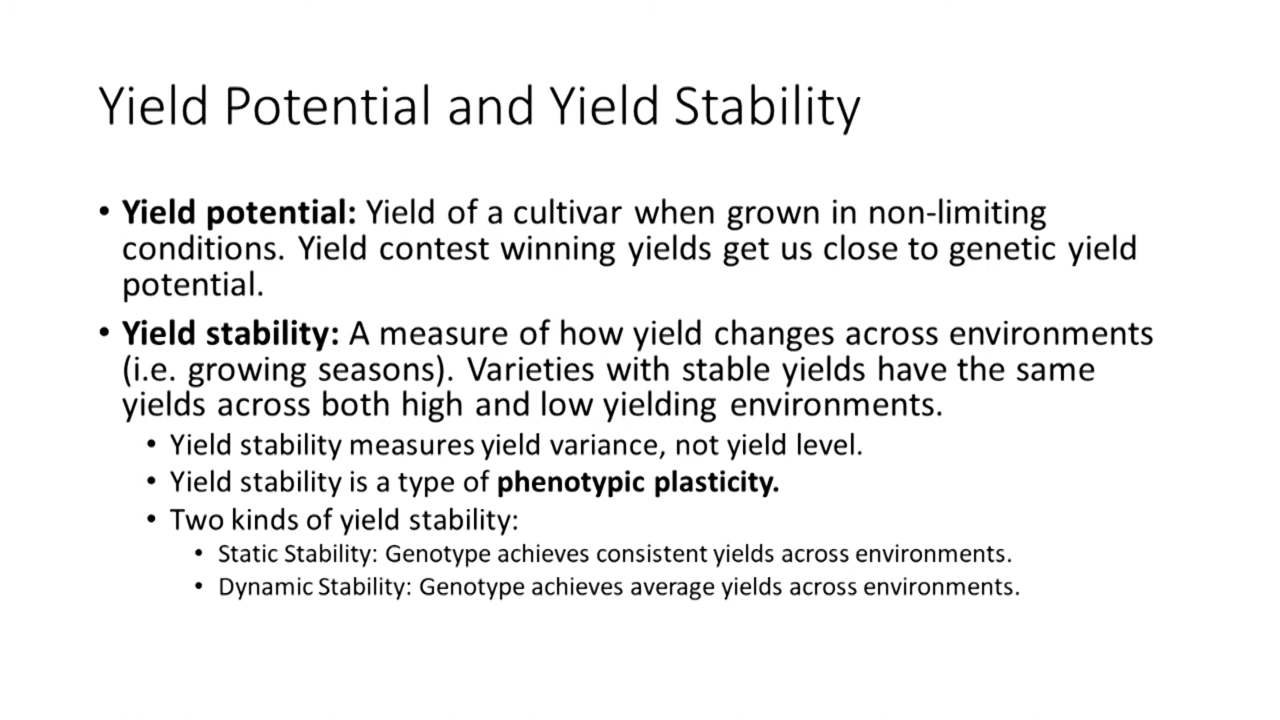 Yield Potential and Yield Stability
• Yield potential: Yield of a cultivar when grown in non-limiting
conditions. Yield contest winning yields get us close to genetic yield
potential.
• Yield stability: A measure of how yield changes across environments
(i.e. growing seasons). Varieties with stable yields have the same
yields across both high and low yielding environments.
• Yield stability measures yield variance, not yield level.
• Yield stability is a type of phenotypic plasticity.
• Two kinds of yield stability:
• Static Stability: Genotype achieves consistent yields across environments.
• Dynamic Stability: Genotype achieves average yields across environments.